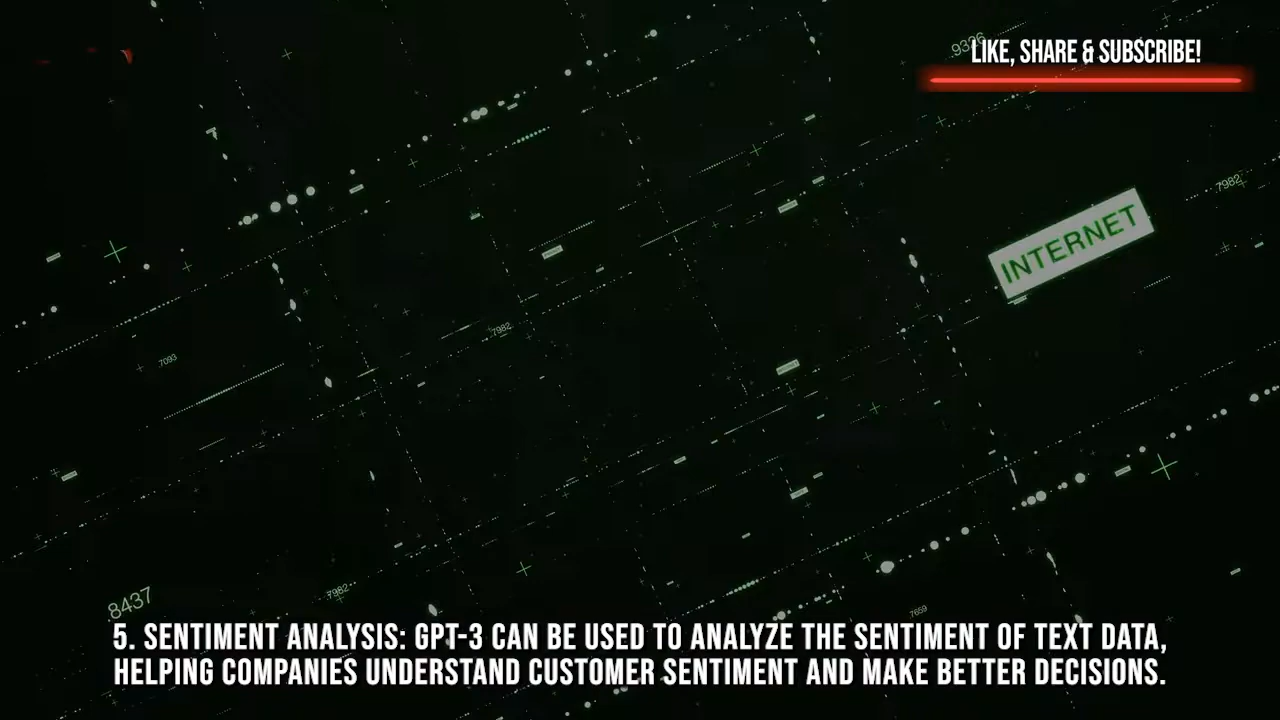 9326
LIKE, SHARE & SUBSCRIBE!
7982
INTERNET
7982
7093
7982
8437
7659
5. SENTIMENT ANALYSIS: GPT-3 CAN BE USED TO ANALYZE THE SENTIMENT OF TEXT DATA,
HELPING COMPANIES UNDERSTAND CUSTOMER SENTIMENT AND MAKE BETTER DECISIONS.